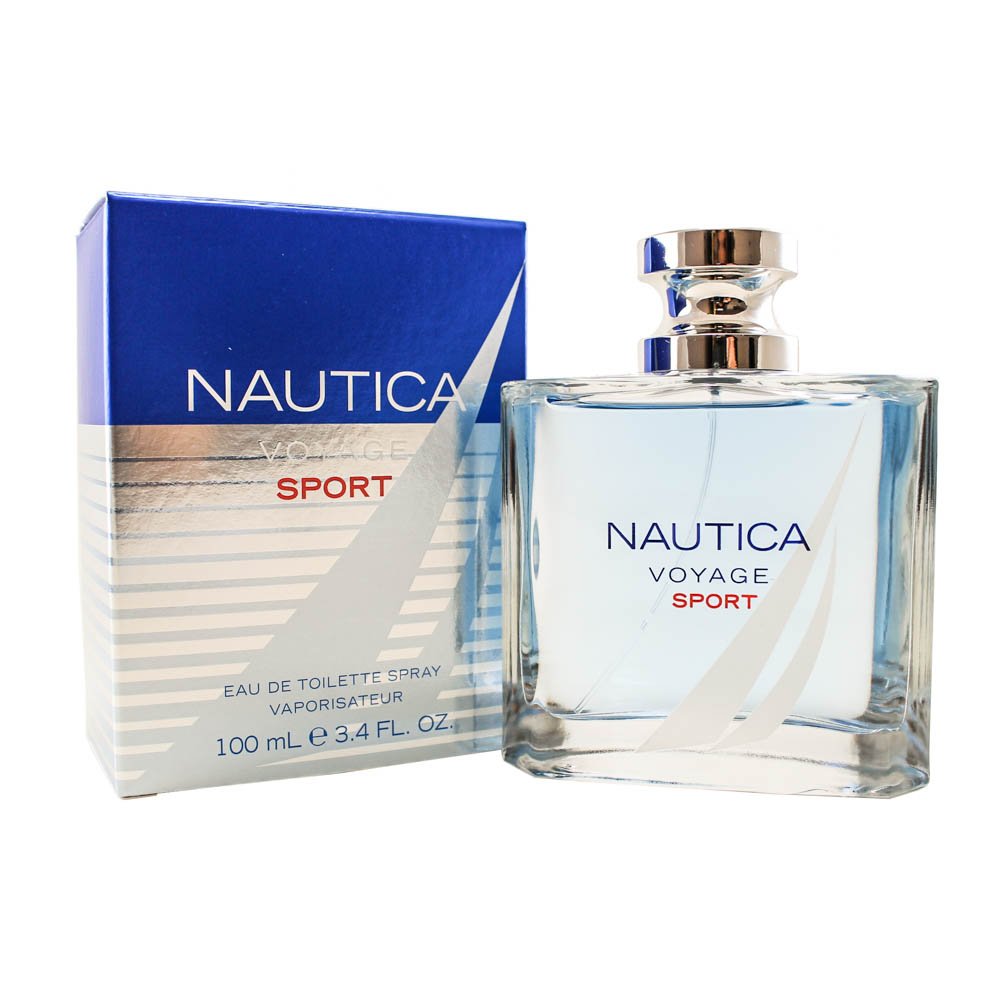 NAUTICA
VOYAGE
SPORT
EAU DE TOILETTE SPRAY
VAPORISATEUR
100 mL ℮ 3.4 FL. OZ.
NAUTICA
VOYAGE
SPORT